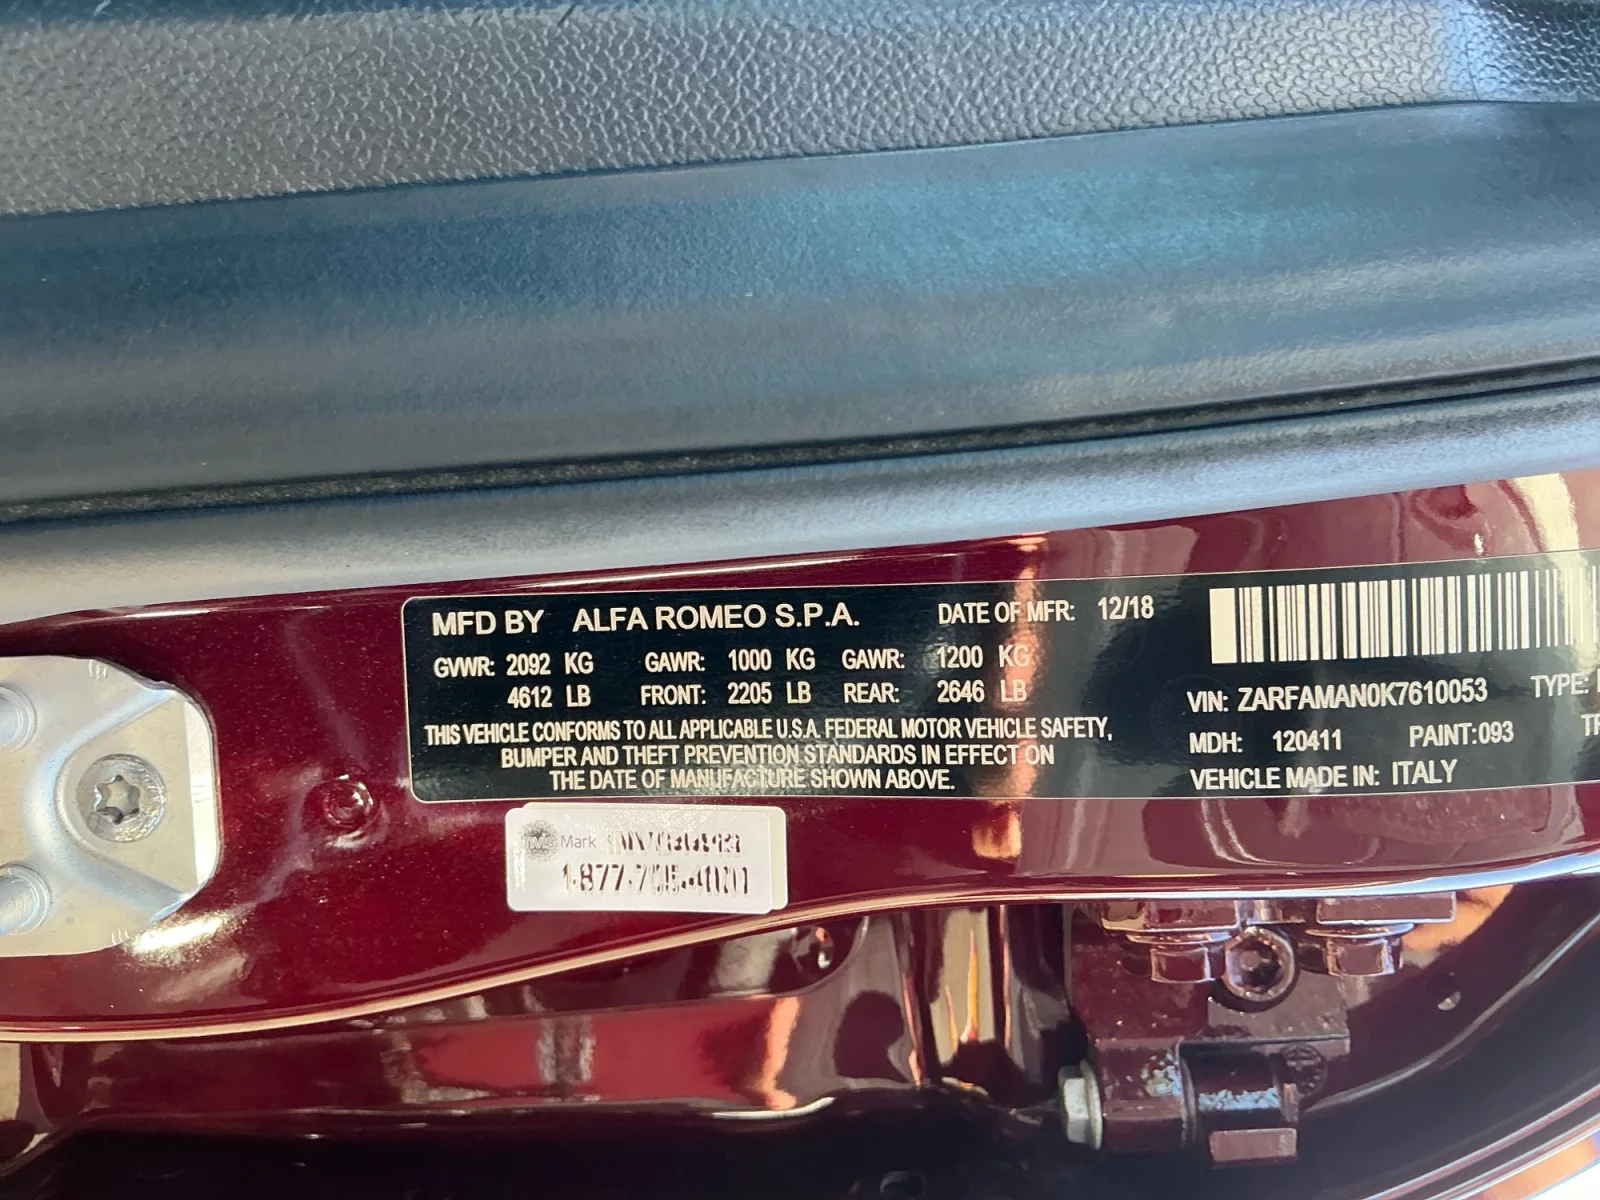 MFD BY ALFA ROMEO S.P.A. DATE OF MFR: 12/18
GVWR: 2092 KG GAWR: 1000 KG GAWR: 1200 KG
4612 LB FRONT: 2205 LB REAR: 2646 LB
THIS VEHICLE CONFORMS TO ALL APPLICABLE U.S.A. FEDERAL MOTOR VEHICLE SAFETY,
BUMPER AND THEFT PREVENTION STANDARDS IN EFFECT ON
THE DATE OF MANUFACTURE SHOWN ABOVE.
VIN: ZARFAMAN0K7610053 TYPE:
MDH: 120411 PAINT:093
VEHICLE MADE IN: ITALY
Mark